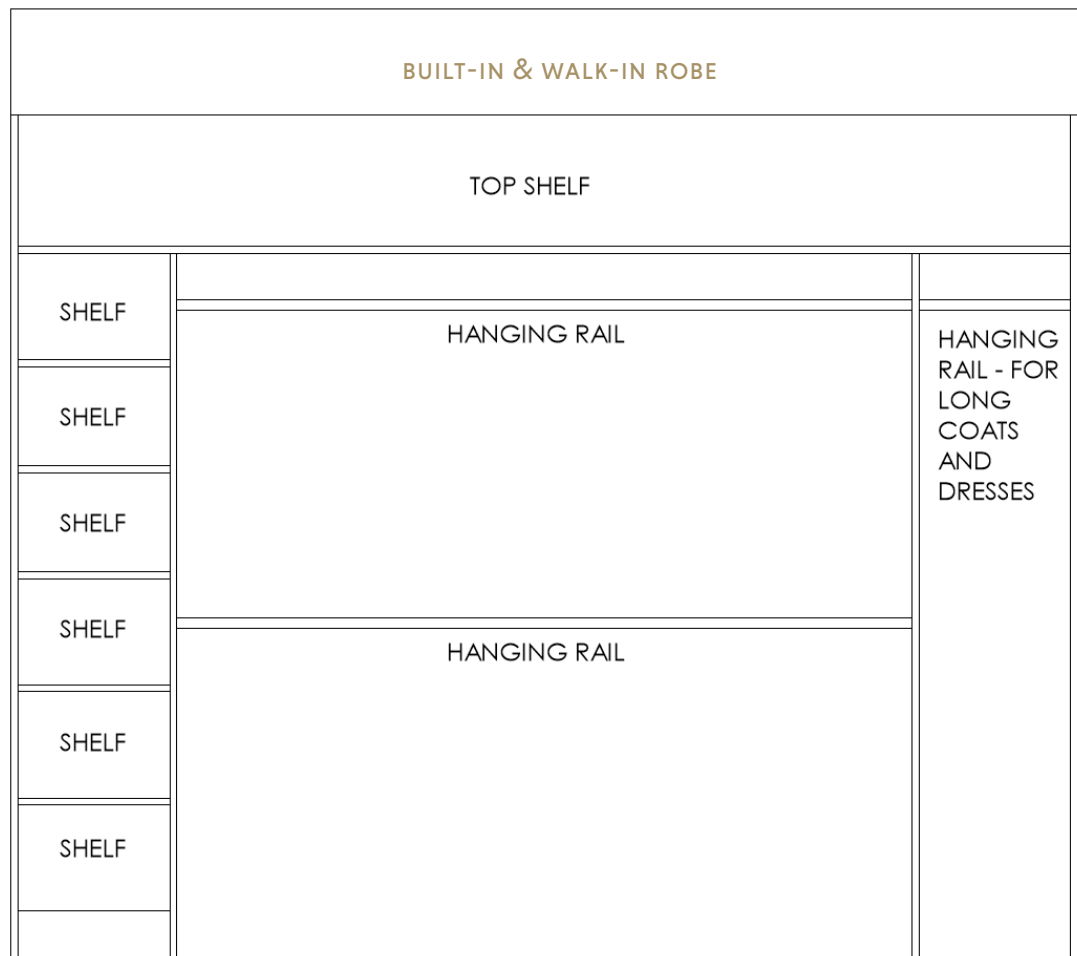 BUILT-IN & WALK-IN ROBE
TOP SHELF
SHELF
SHELF
SHELF
SHELF
SHELF
SHELF
HANGING RAIL
HANGING RAIL
HANGING
RAIL - FOR
LONG
COATS
AND
DRESSES